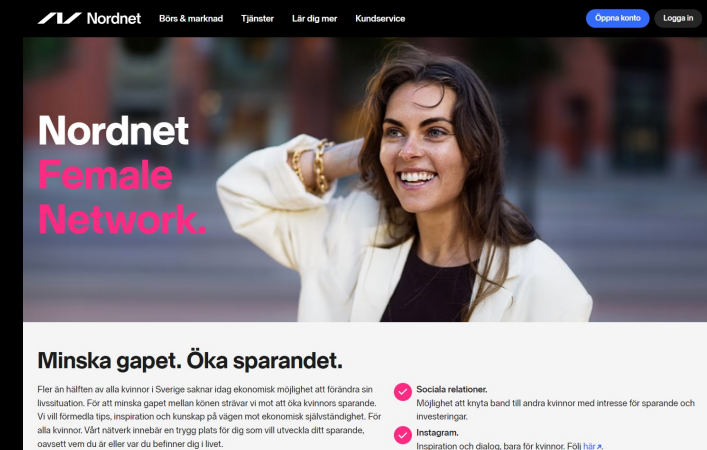 Nordnet
Börs & marknad
Tjänster
Lär dig mer
Kundservice
Öppna konto
Logga in
Nordnet
Female
Network.
Minska gapet. Öka sparandet.
Fler än hälften av alla kvinnor i Sverige saknar idag ekonomisk möjlighet att förändra sin
livssituation. För att minska gapet mellan könen strävar vi mot att öka kvinnors sparande.
Vi vill förmedla tips, inspiration och kunskap på vägen mot ekonomisk självständighet. För
alla kvinnor. Vårt nätverk innebär en trygg plats för dig som vill utveckla ditt sparande,
oavsett vem du är eller var du befinner dig i livet.
Sociala relationer.
Möjlighet att knyta band till andra kvinnor med intresse för sparande och
investeringar.
Instagram.
Inspiration och dialog, bara för kvinnor. Följ här↗.